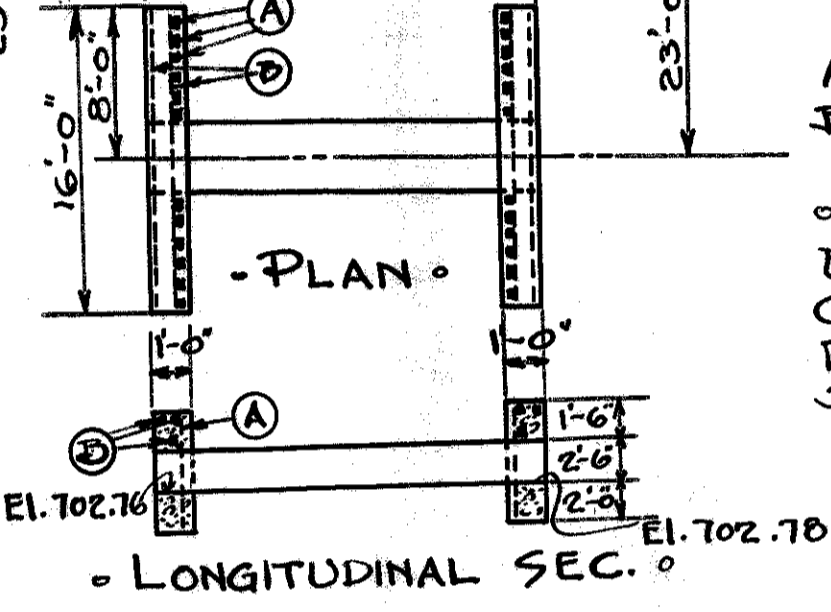 A
D
16'-0"
8'-0"
23'-0
• PLAN •
1'-0"
1'-0"
A
D
1'-6"
2'-6"
2'-0"
El. 702.76
El. 702.78
• LONGITUDINAL SEC. •